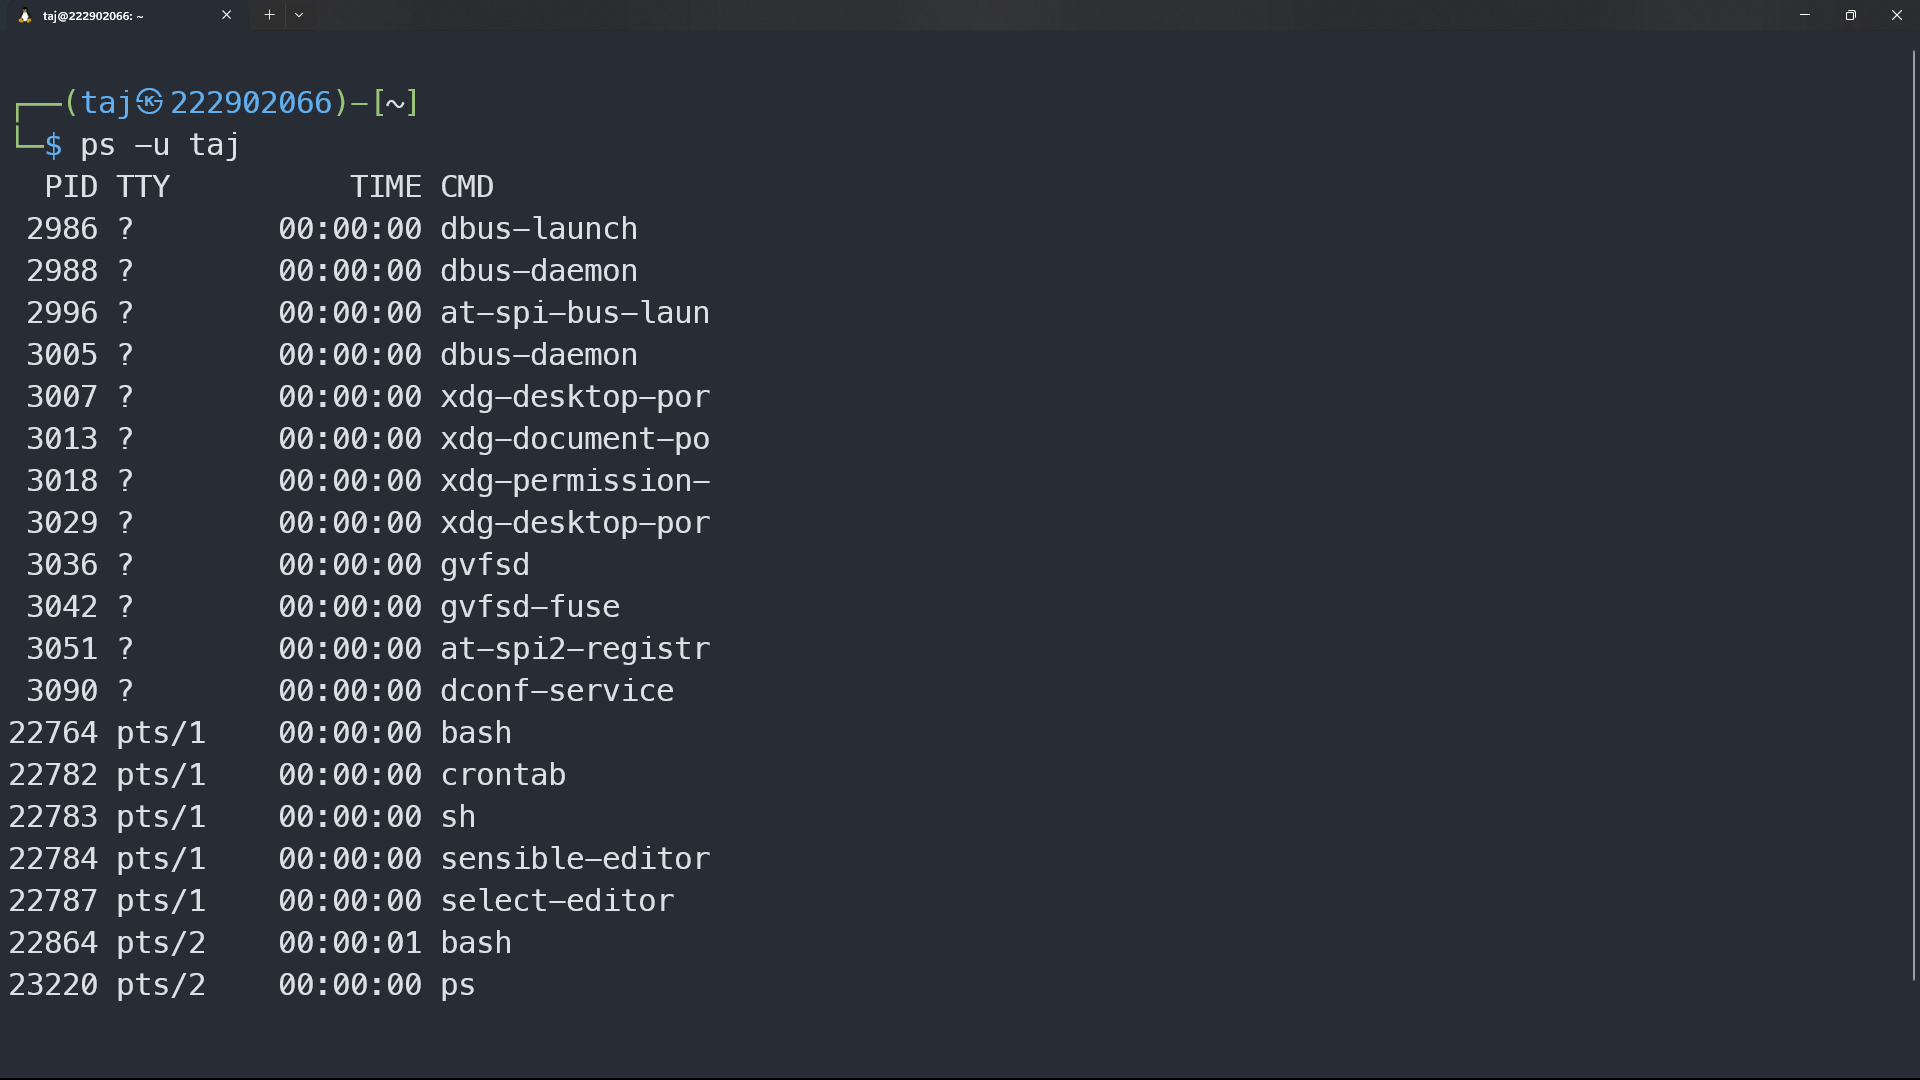 taj@222902066: ~
┌──(taj㉿222902066)-[~]
└─$ ps -u taj
PID TTY TIME CMD
2986 ? 00:00:00 dbus-launch
2988 ? 00:00:00 dbus-daemon
2996 ? 00:00:00 at-spi-bus-laun
3005 ? 00:00:00 dbus-daemon
3007 ? 00:00:00 xdg-desktop-por
3013 ? 00:00:00 xdg-document-po
3018 ? 00:00:00 xdg-permission-
3029 ? 00:00:00 xdg-desktop-por
3036 ? 00:00:00 gvfsd
3042 ? 00:00:00 gvfsd-fuse
3051 ? 00:00:00 at-spi2-registr
3090 ? 00:00:00 dconf-service
22764 pts/1 00:00:00 bash
22782 pts/1 00:00:00 crontab
22783 pts/1 00:00:00 sh
22784 pts/1 00:00:00 sensible-editor
22787 pts/1 00:00:00 select-editor
22864 pts/2 00:00:01 bash
23220 pts/2 00:00:00 ps